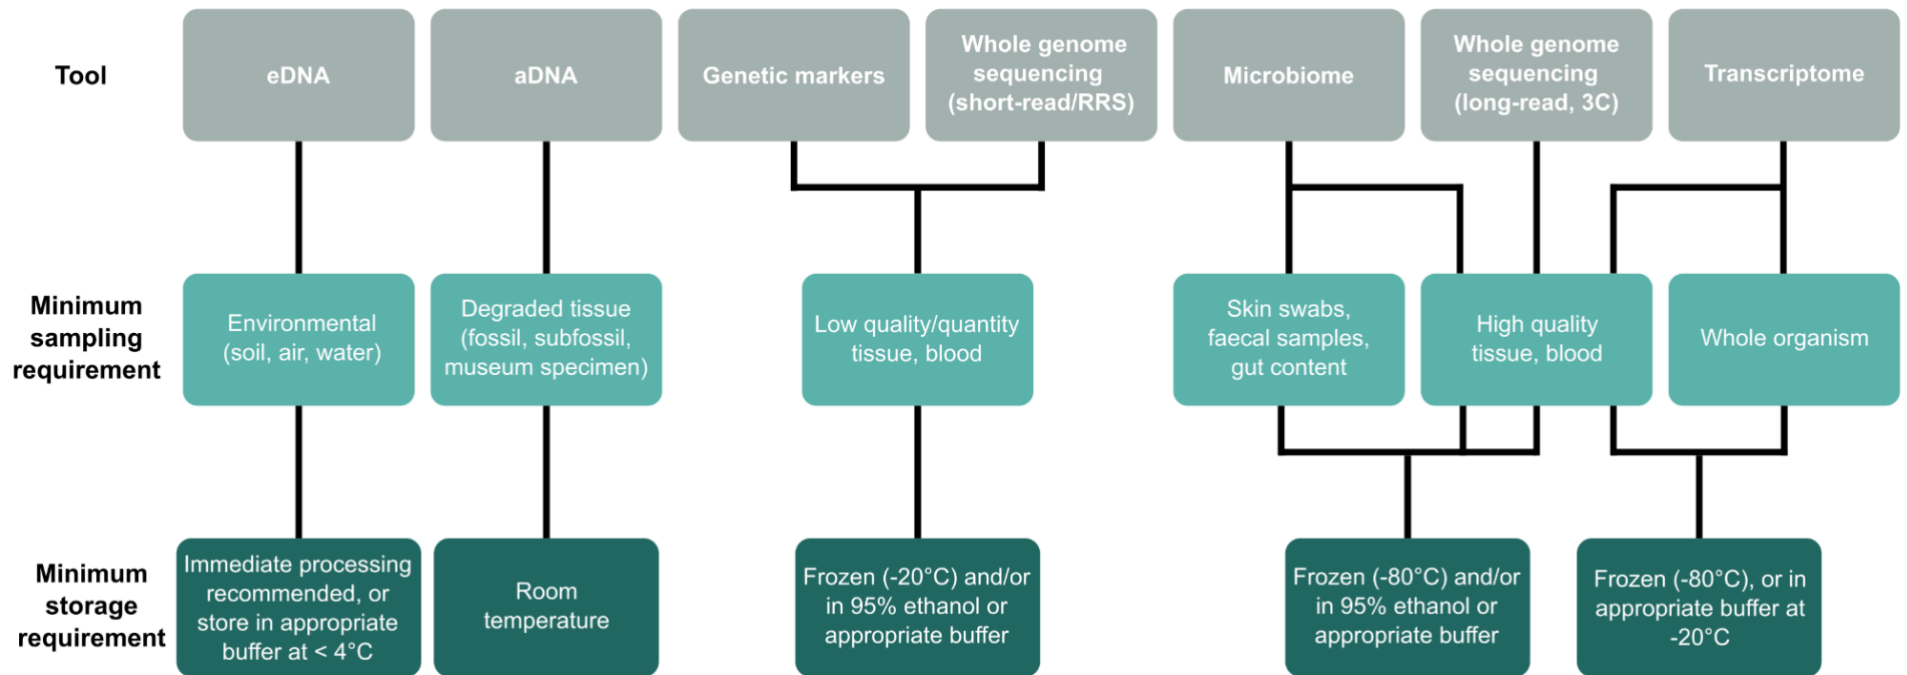 Tool
eDNA
aDNA
Genetic markers
Whole genome
sequencing
(short-read/RRS)
Microbiome
Whole genome
sequencing
(long-read, 3C)
Transcriptome
Minimum
sampling
requirement
Environmental
(soil, air, water)
Degraded tissue
(fossil, subfossil,
museum specimen)
Low quality/quantity
tissue, blood
Skin swabs,
faecal samples,
gut content
High quality
tissue, blood
Whole organism
Minimum
storage
requirement
Immediate processing
recommended, or
store in appropriate
buffer at < 4°C
Room
temperature
Frozen (-20°C) and/or
in 95% ethanol or
appropriate buffer
Frozen (-80°C) and/or
in 95% ethanol or
appropriate buffer
Frozen (-80°C), or in
appropriate buffer at
-20°C